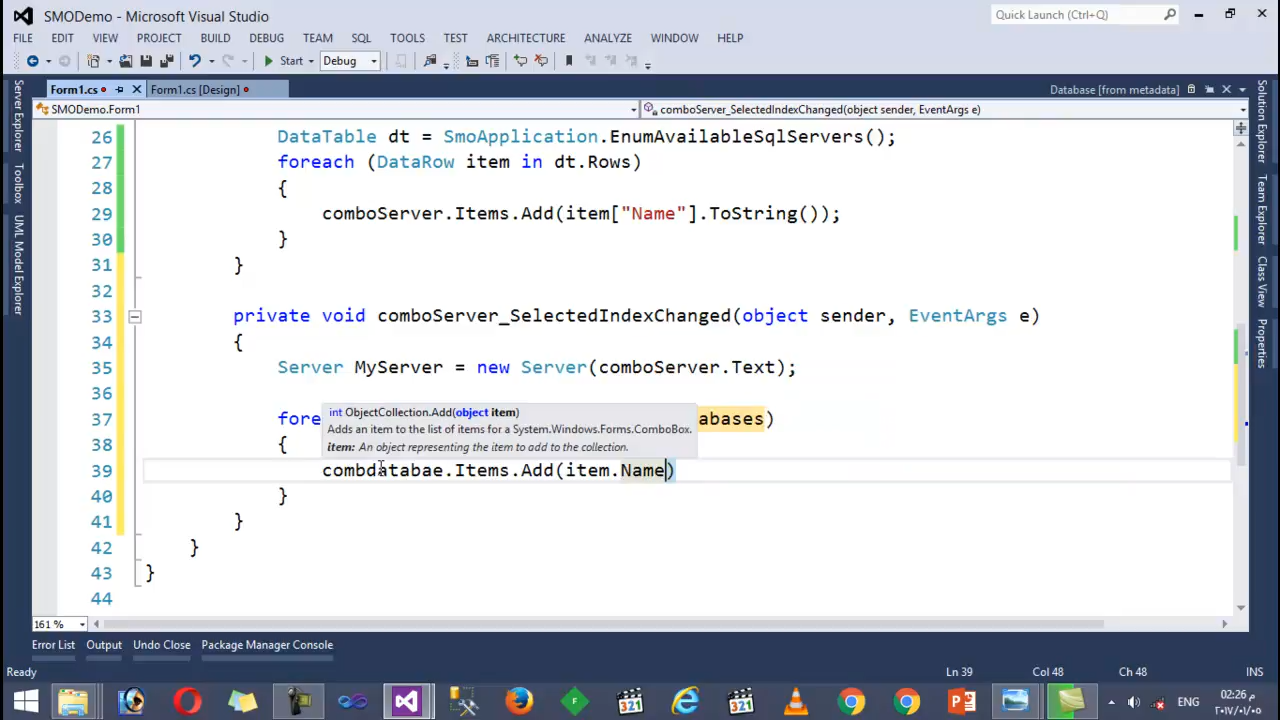 SMODemo - Microsoft Visual Studio
Quick Launch (Ctrl+Q)
FILE EDIT VIEW PROJECT BUILD DEBUG TEAM SQL TOOLS TEST ARCHITECTURE ANALYZE WINDOW HELP
Start Debug
Form1.cs Form1.cs [Design] Database [from metadata]
SMODemo.Form1 comboServer_SelectedIndexChanged(object sender, EventArgs e)
Server Explorer
Toolbox
UML Model Explorer
26 DataTable dt = SmoApplication.EnumAvailableSqlServers();
27 foreach (DataRow item in dt.Rows)
28 {
29 comboServer.Items.Add(item["Name"].ToString());
30 }
31 }
32
33 private void comboServer_SelectedIndexChanged(object sender, EventArgs e)
34 {
35 Server MyServer = new Server(comboServer.Text);
36
int ObjectCollection.Add(object item)
37 fore abases)
Adds an item to the list of items for a System.Windows.Forms.ComboBox.
38 {
item: An object representing the item to add to the collection.
39 combdatabae.Items.Add(item.Name)
40 }
41 }
42 }
43 }
44
Solution Explorer
Team Explorer
Class View
Properties
161 %
Error List Output Undo Close Package Manager Console
Ready Ln 39 Col 48 Ch 48 INS
321 321 ENG 02:26 م
٢٠١٧/٠١/٠٥